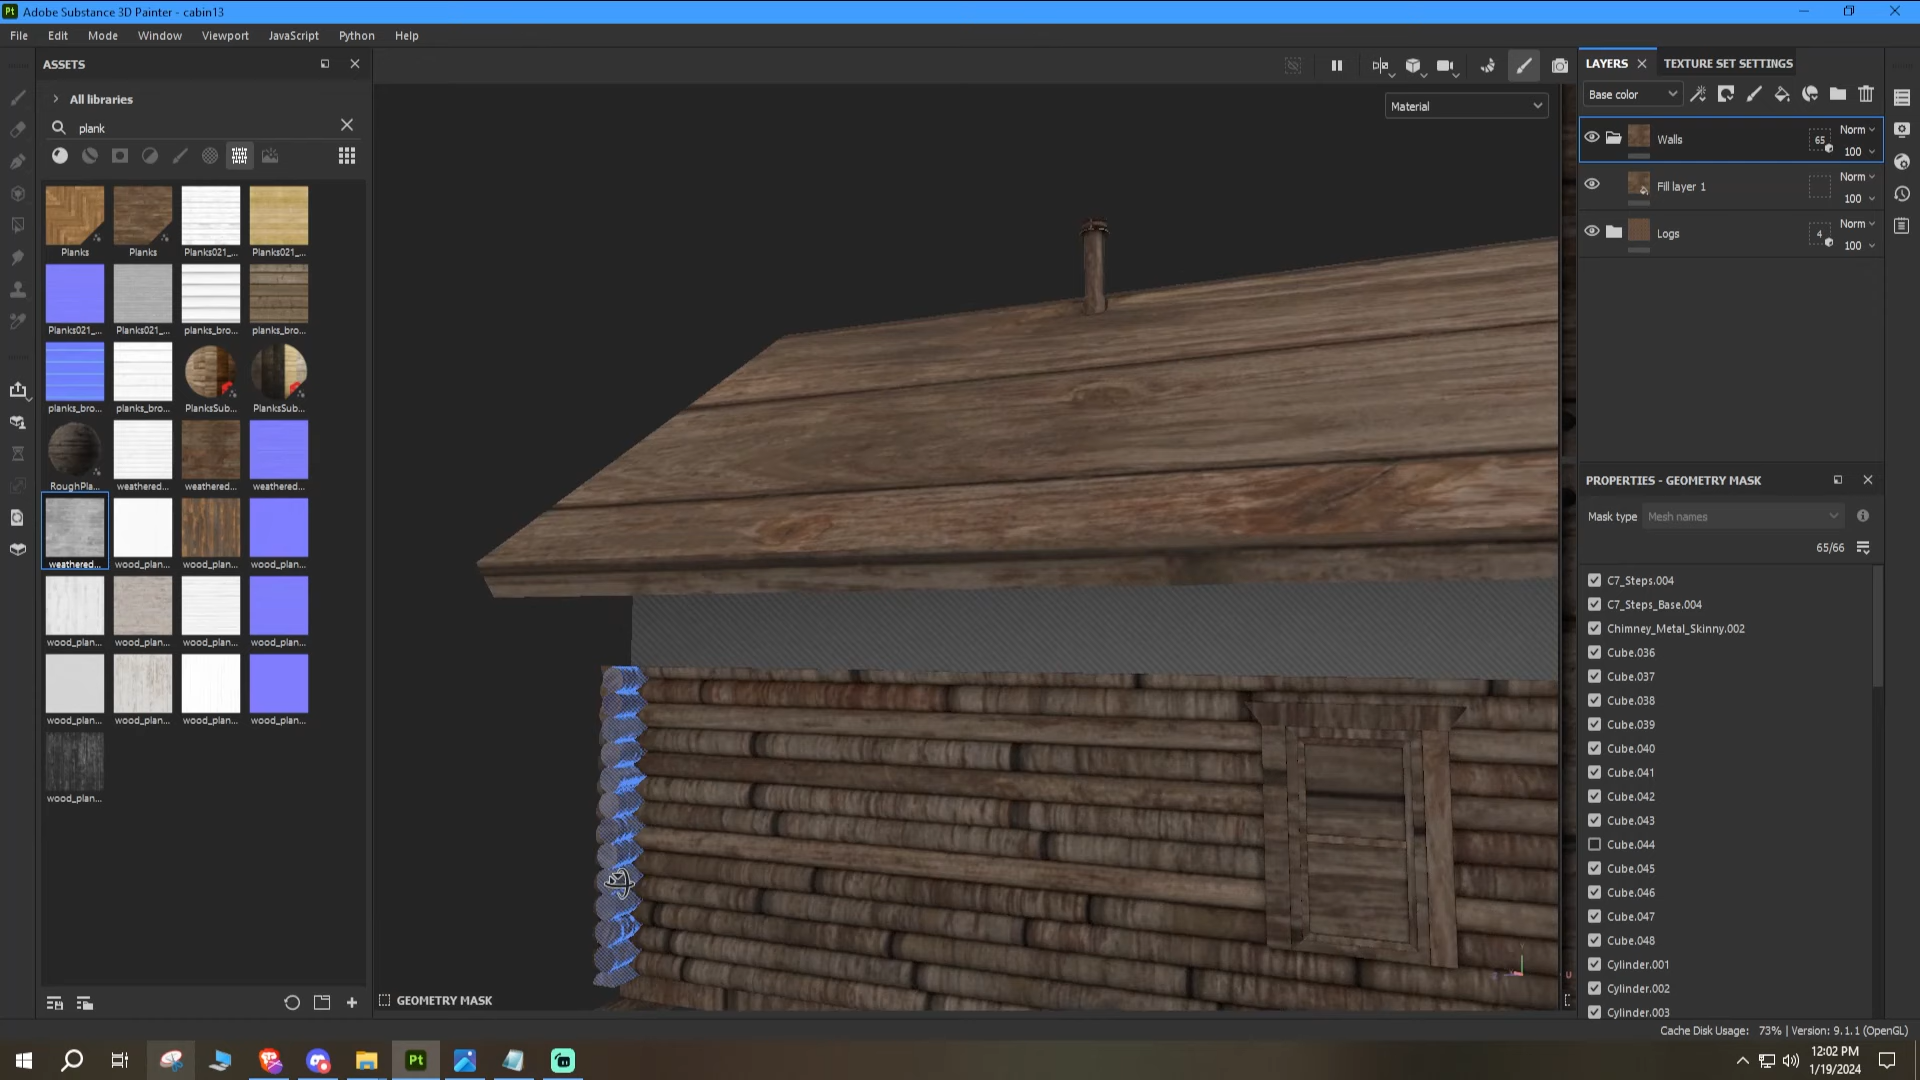 Adobe Substance 3D Painter - cabin13
File Edit Mode Window Viewport JavaScript Python Help
ASSETS
All libraries
plank
Planks
Planks
Planks021_...
Planks021_...
Planks021_...
Planks021_...
planks_bro...
planks_bro...
planks_bro...
planks_bro...
PlanksSub...
PlanksSub...
RoughPla...
weathered...
weathered...
weathered...
weathered...
wood_plan...
wood_plan...
wood_plan...
wood_plan...
wood_plan...
wood_plan...
wood_plan...
wood_plan...
wood_plan...
wood_plan...
wood_plan...
wood_plan...
Material
GEOMETRY MASK
LAYERS
TEXTURE SET SETTINGS
Base color
Walls
65
Norm
100
Fill layer 1
Norm
100
Logs
4
Norm
100
PROPERTIES - GEOMETRY MASK
Mask type Mesh names
65/66
C7_Steps.004
C7_Steps_Base.004
Chimney_Metal_Skinny.002
Cube.036
Cube.037
Cube.038
Cube.039
Cube.040
Cube.041
Cube.042
Cube.043
Cube.044
Cube.045
Cube.046
Cube.047
Cube.048
Cylinder.001
Cylinder.002
Cylinder.003
Cache Disk Usage: 73% | Version: 9.1.1 (OpenGL)
Pt
12:02 PM
1/19/2024